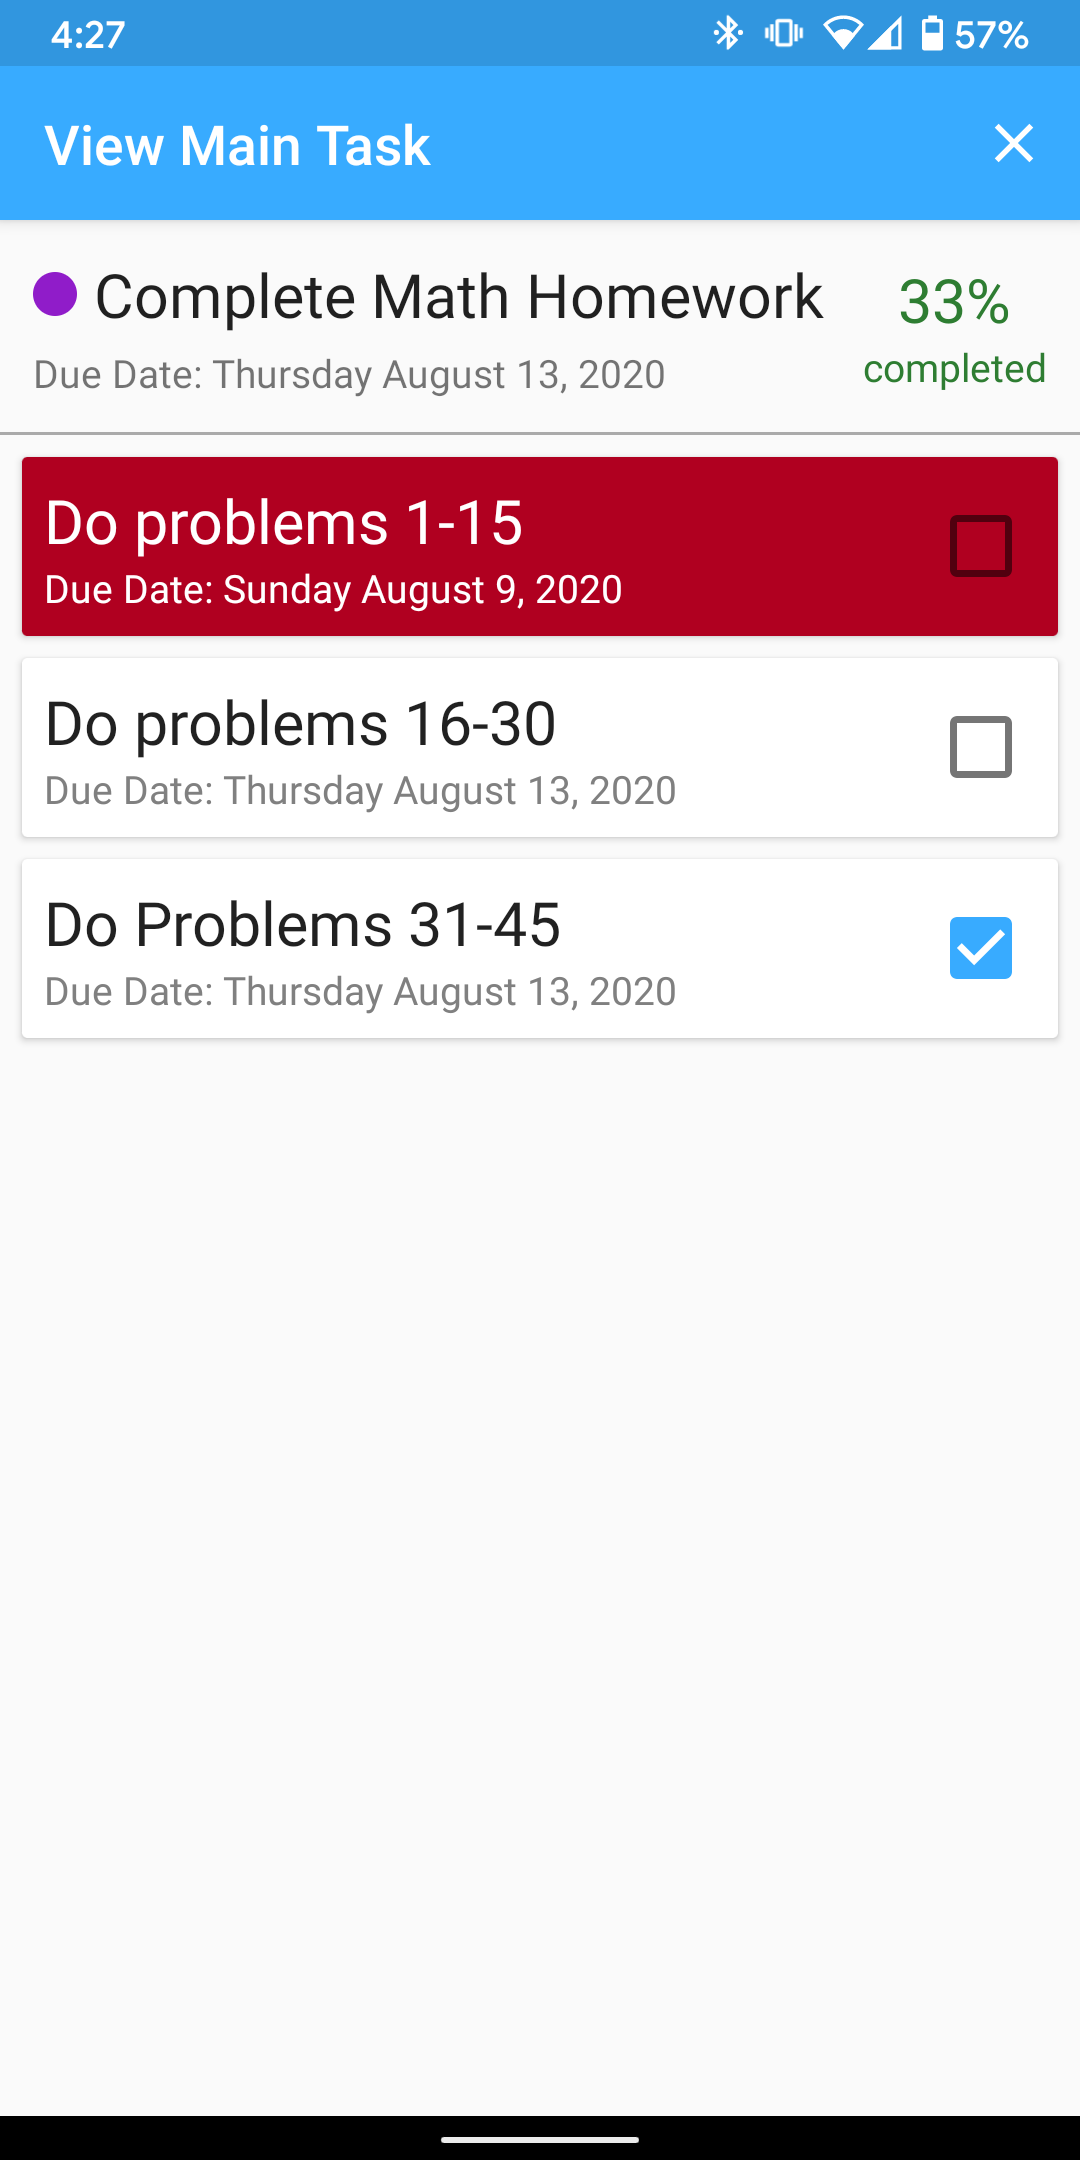 4:27 57%
View Main Task
Complete Math Homework
33%
Due Date: Thursday August 13, 2020
completed
Do problems 1-15
Due Date: Sunday August 9, 2020
Do problems 16-30
Due Date: Thursday August 13, 2020
Do Problems 31-45
Due Date: Thursday August 13, 2020